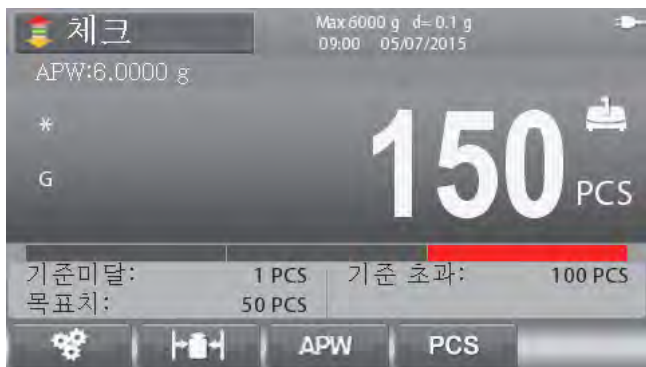 체크
Max 6000 g d= 0.1 g
09:00 05/07/2015
APW:6.0000 g
*
1
G
150 PCS
기준미달: 1 PCS 기준 초과: 100 PCS
목표치: 50 PCS
APW PCS